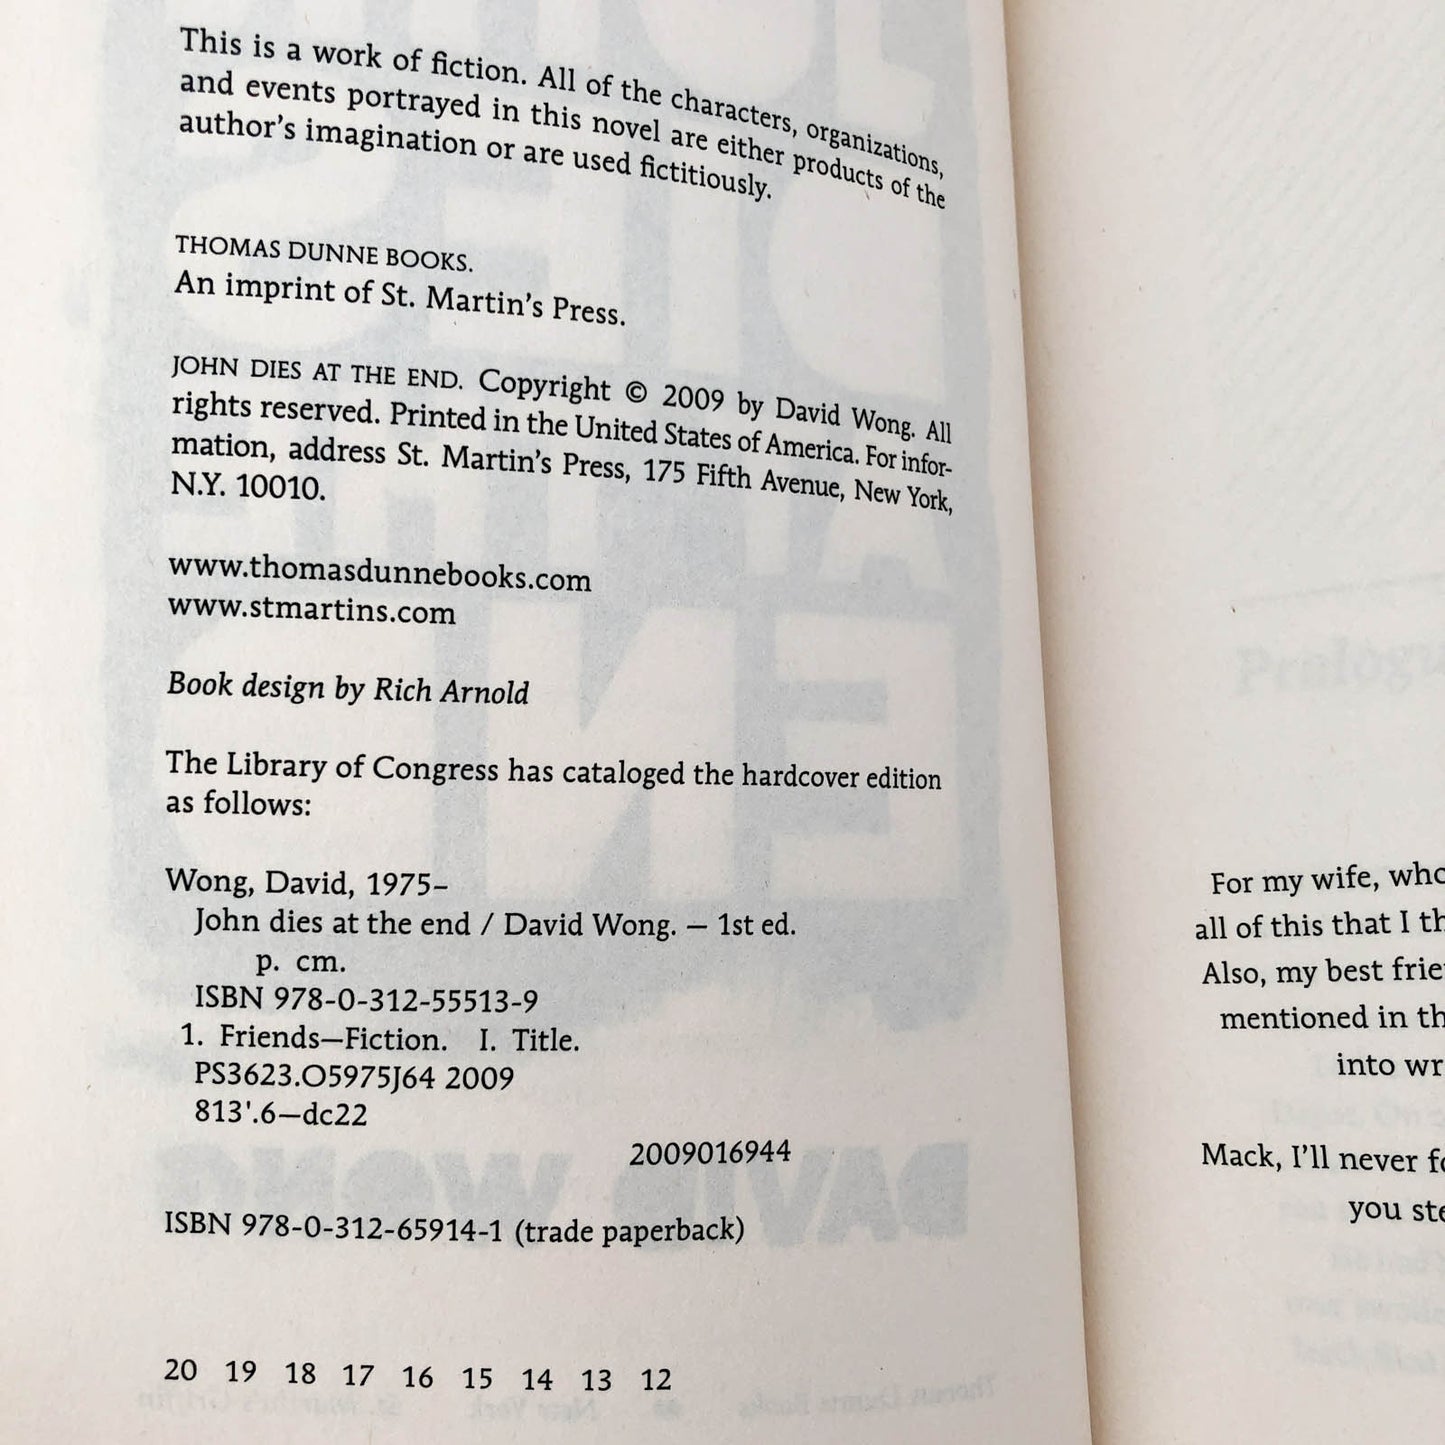 This is a work of fiction. All of the characters, organizations,
and events portrayed in this novel are either products of the
author's imagination or are used fictitiously.
THOMAS DUNNE BOOKS.
An imprint of St. Martin's Press.
JOHN DIES AT THE END. Copyright © 2009 by David Wong. All
rights reserved. Printed in the United States of America. For infor-
mation, address St. Martin's Press, 175 Fifth Avenue, New York,
N.Y. 10010.
www.thomasdunnebooks.com
www.stmartins.com
Book design by Rich Arnold
The Library of Congress has cataloged the hardcover edition
as follows:
Wong, David, 1975–
John dies at the end / David Wong. — 1st ed.
p. cm.
ISBN 978-0-312-55513-9
1. Friends—Fiction. I. Title.
PS3623.O5975J64 2009
813'.6—dc22
2009016944
ISBN 978-0-312-65914-1 (trade paperback)
20 19 18 17 16 15 14 13 12
For my wife, who
all of this that I th
Also, my best frie
mentioned in th
into wr
Mack, I'll never fo
you ste